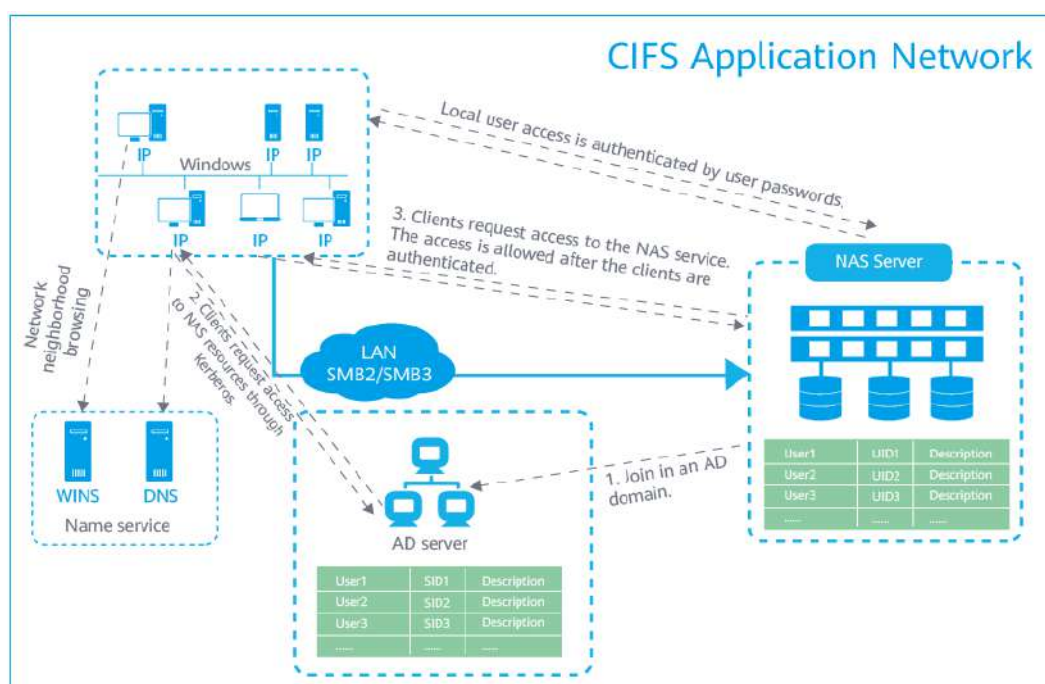 CIFS Application Network
IP
IP
IP
Windows
IP
IP
IP
Local user access is authenticated by user passwords.
3. Clients request access to the NAS service.
The access is allowed after the clients are
authenticated.
NAS Server
Network
neighborhood
browsing
2. Clients request access
to NAS resources through
Kerberos.
LAN
SMB2/SMB3
WINS
DNS
Name service
1. Join in an AD
domain.
AD server
User1 SID1 Description
User2 SID2 Description
User3 SID3 Description
...... ...... ......
User1 UID1 Description
User2 UID2 Description
User3 UID3 Description
...... ...... ......